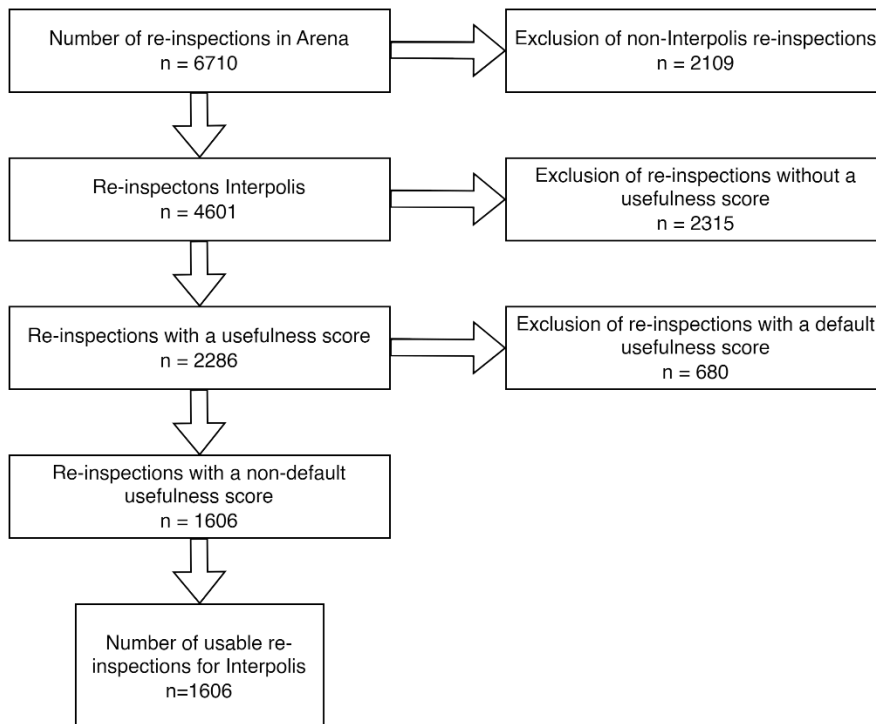 Number of re-inspections in Arena
n = 6710
Exclusion of non-Interpolis re-inspections
n = 2109
Re-inspectons Interpolis
n = 4601
Exclusion of re-inspections without a
usefulness score
n = 2315
Re-inspections with a usefulness score
n = 2286
Exclusion of re-inspections with a default
usefulness score
n = 680
Re-inspections with a non-default
usefulness score
n = 1606
Number of usable re-
inspections for Interpolis
n=1606